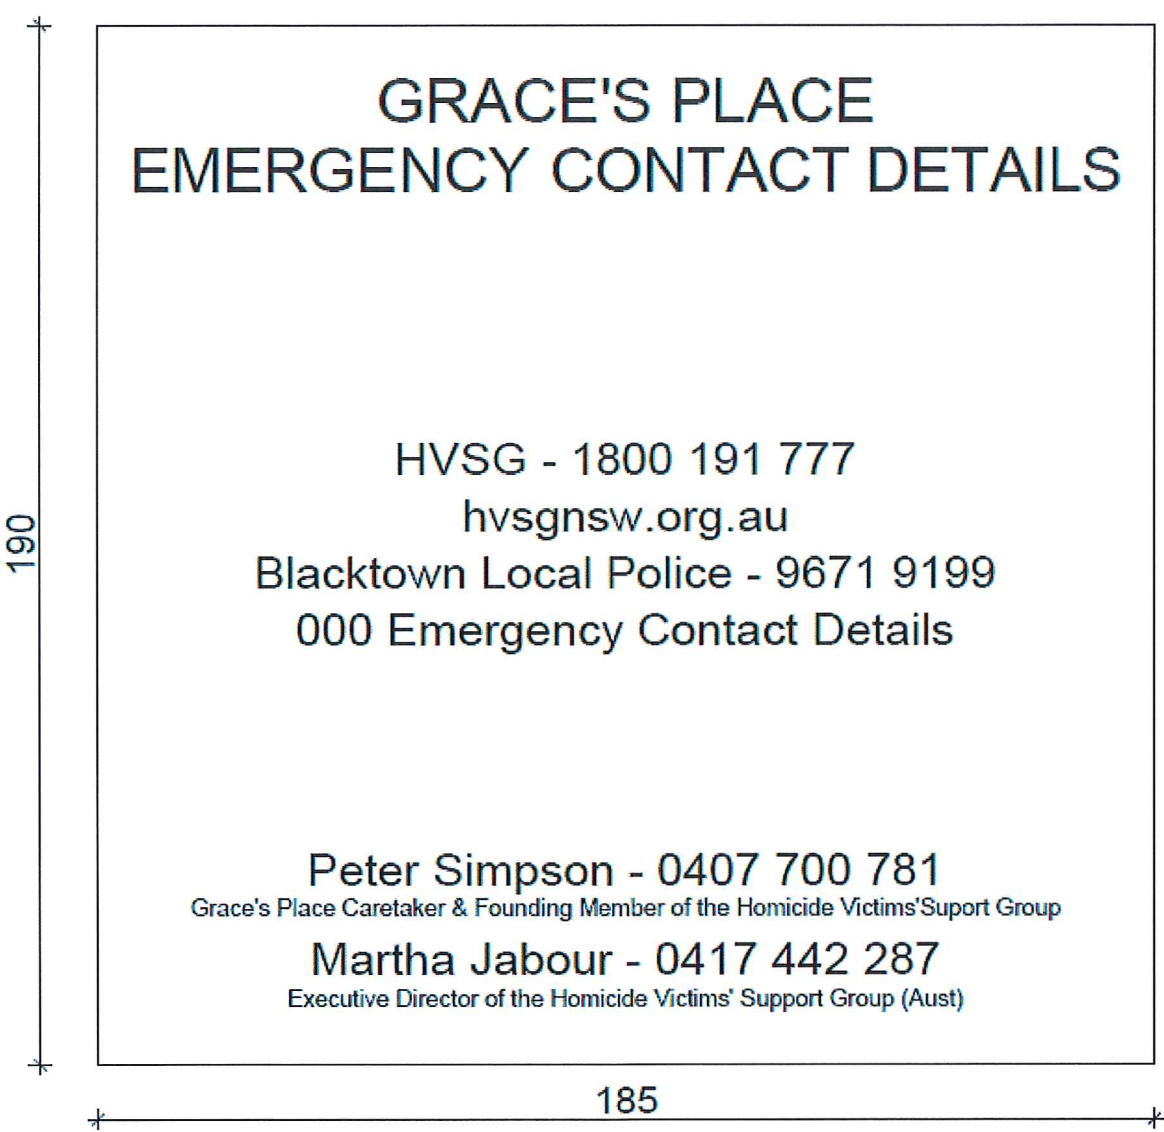 GRACE'S PLACE
EMERGENCY CONTACT DETAILS
HVSG - 1800 191 777
hvsgnsw.org.au
Blacktown Local Police - 9671 9199
000 Emergency Contact Details
Peter Simpson - 0407 700 781
Grace's Place Caretaker & Founding Member of the Homicide Victims'Suport Group
Martha Jabour - 0417 442 287
Executive Director of the Homicide Victims' Support Group (Aust)
190
185